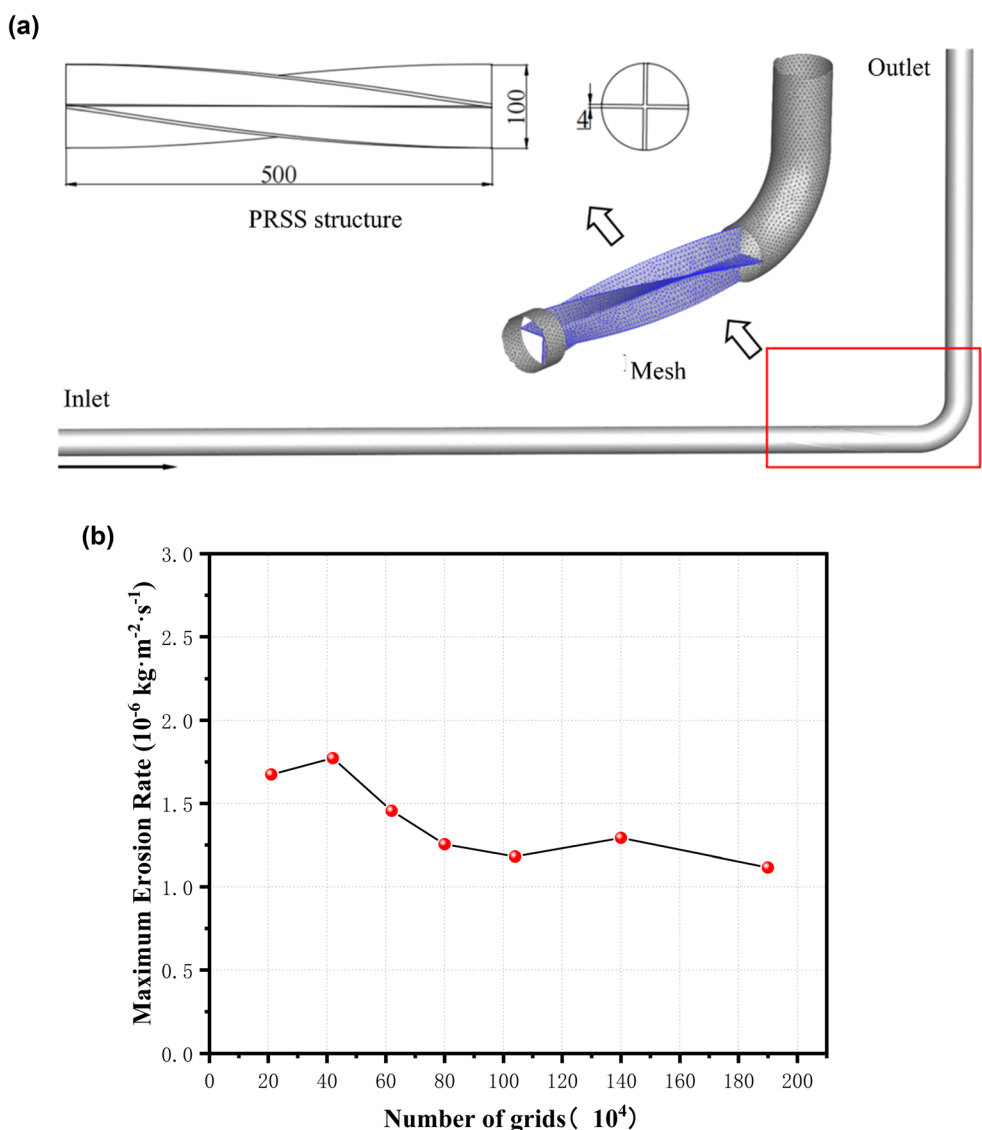 (a)
Outlet
100
4
500
PRSS structure
Mesh
Inlet
(b)
Maximum Erosion Rate (10⁻⁶ kg·m⁻²·s⁻¹)
3.0
2.5
2.0
1.5
1.0
0.5
0.0
0 20 40 60 80 100 120 140 160 180 200
Number of grids( 10⁴)